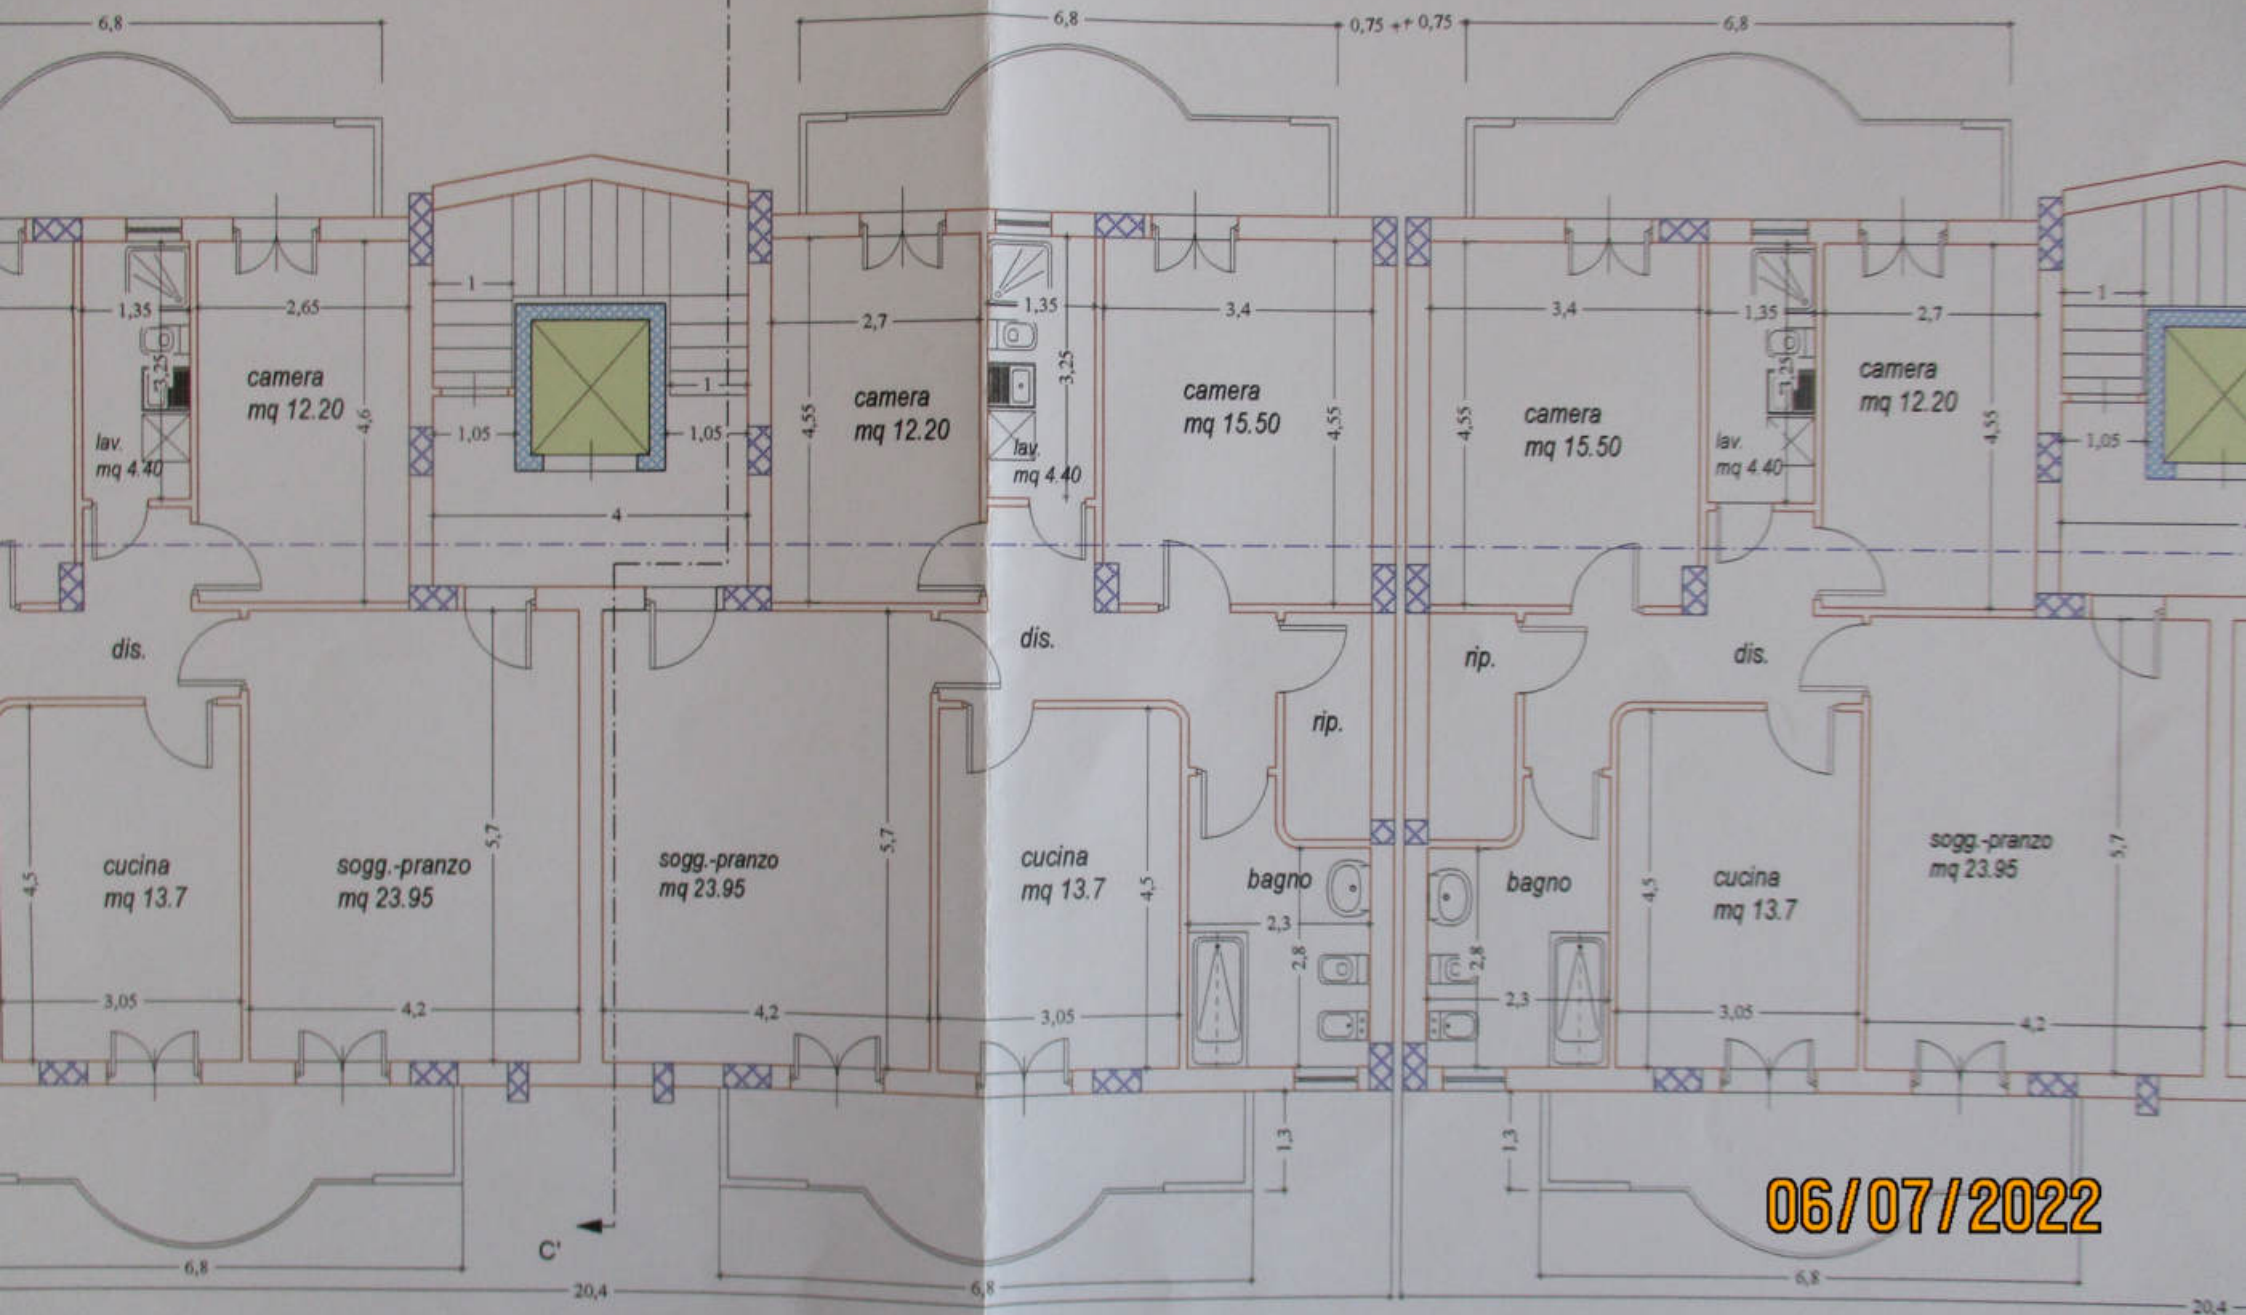 6,8
6,8
0,75
0,75
6,8
1,35
2,65
3,25
camera
mq 12.20
4,6
lav.
mq 4.40
1
1
1,05
1,05
4
2,7
camera
mq 12.20
4,55
1,35
3,25
lav.
mq 4.40
3,4
camera
mq 15.50
4,55
3,4
camera
mq 15.50
4,55
1,35
3,25
lav.
mq 4.40
2,7
camera
mq 12.20
4,55
1
1,05
dis.
dis.
rip.
rip.
dis.
cucina
mq 13.7
4,5
3,05
sogg.-pranzo
mq 23.95
5,7
4,2
sogg.-pranzo
mq 23.95
5,7
4,2
cucina
mq 13.7
4,5
3,05
bagno
2,3
2,8
bagno
2,3
2,8
cucina
mq 13.7
4,5
3,05
sogg.-pranzo
mq 23.95
5,7
4,2
1,3
1,3
C'
6,8
20,4
6,8
6,8
20,4
06/07/2022